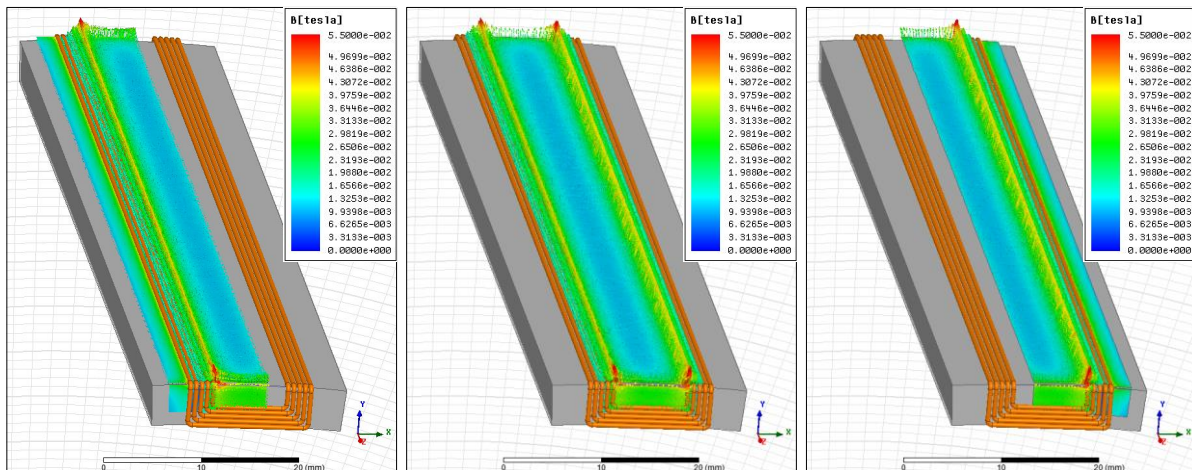 B[tesla]
5.5000e-002
4.9699e-002
4.6386e-002
4.3072e-002
3.9759e-002
3.6446e-002
3.3133e-002
2.9819e-002
2.6506e-002
2.3193e-002
1.9880e-002
1.6566e-002
1.3253e-002
9.9398e-003
6.6265e-003
3.3133e-003
0.0000e+000
Y
X
Z
0 10 20 (mm)
B[tesla]
5.5000e-002
4.9699e-002
4.6386e-002
4.3072e-002
3.9759e-002
3.6446e-002
3.3133e-002
2.9819e-002
2.6506e-002
2.3193e-002
1.9880e-002
1.6566e-002
1.3253e-002
9.9398e-003
6.6265e-003
3.3133e-003
0.0000e+000
Y
X
Z
0 10 20 (mm)
B[tesla]
5.5000e-002
4.9699e-002
4.6386e-002
4.3072e-002
3.9759e-002
3.6446e-002
3.3133e-002
2.9819e-002
2.6506e-002
2.3193e-002
1.9880e-002
1.6566e-002
1.3253e-002
9.9398e-003
6.6265e-003
3.3133e-003
0.0000e+000
Y
X
Z
0 10 20 (mm)